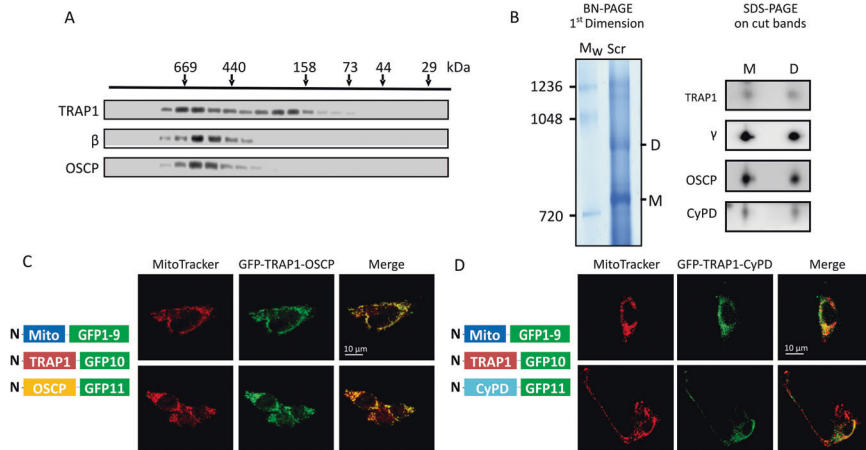 A
669 440 158 73 44 29 kDa
TRAP1
β
OSCP
B
BN-PAGE
1st Dimension
Mw Scr
1236
1048
720
D
M
SDS-PAGE
on cut bands
M D
TRAP1
γ
OSCP
CyPD
C
MitoTracker GFP-TRAP1-OSCP Merge
N Mito GFP1-9
N TRAP1 GFP10
N OSCP GFP11
10 µm
D
MitoTracker GFP-TRAP1-CyPD Merge
N Mito GFP1-9
N TRAP1 GFP10
N CyPD GFP11
10 µm